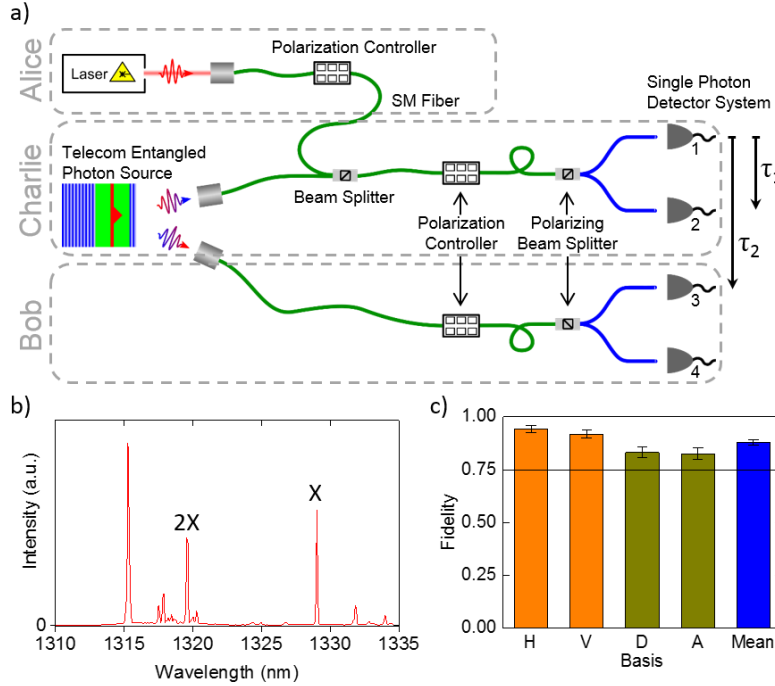 a)
Alice
Laser
Polarization Controller
SM Fiber
Single Photon
Detector System
Charlie
Telecom Entangled
Photon Source
Beam Splitter
Polarization
Controller
Polarizing
Beam Splitter
1
2
τ1
τ2
Bob
3
4
b)
Intensity (a.u.)
2X
X
0
1310 1315 1320 1325 1330 1335
Wavelength (nm)
c)
Fidelity
1.00
0.75
0.50
0.25
0.00
H V D A Mean
Basis